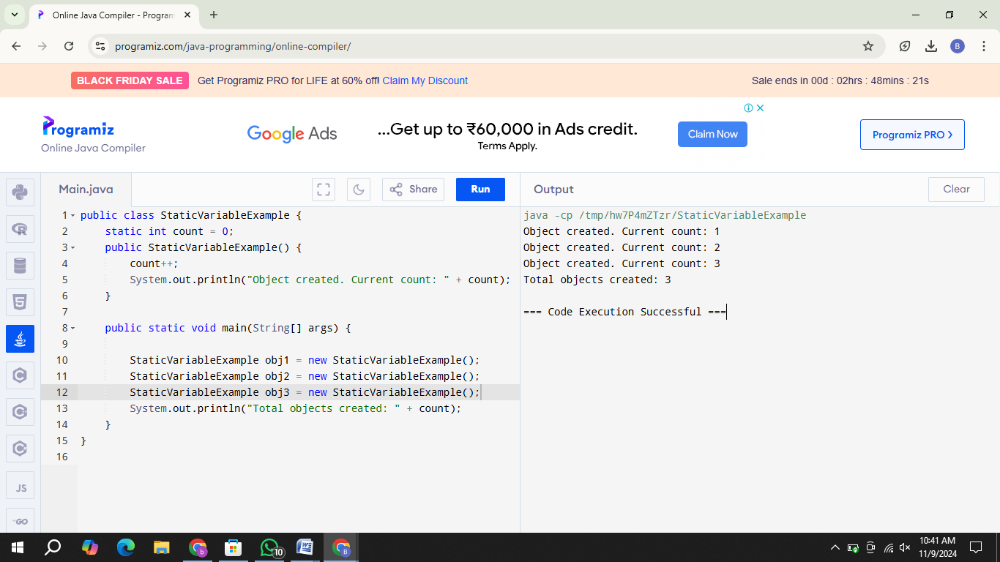 Online Java Compiler - Program
programiz.com/java-programming/online-compiler/
B
BLACK FRIDAY SALE Get Programiz PRO for LIFE at 60% off! Claim My Discount
Sale ends in 00d : 02hrs : 48mins : 21s
Programiz
Online Java Compiler
Google Ads
...Get up to ₹60,000 in Ads credit.
Terms Apply.
Claim Now
Programiz PRO
Main.java
Share
Run
Output
Clear
1 public class StaticVariableExample {
2 static int count = 0;
3 public StaticVariableExample() {
4 count++;
5 System.out.println("Object created. Current count: " + count);
6 }
7
8 public static void main(String[] args) {
9
10 StaticVariableExample obj1 = new StaticVariableExample();
11 StaticVariableExample obj2 = new StaticVariableExample();
12 StaticVariableExample obj3 = new StaticVariableExample();
13 System.out.println("Total objects created: " + count);
14 }
15 }
16
java -cp /tmp/hw7P4mZTzr/StaticVariableExample
Object created. Current count: 1
Object created. Current count: 2
Object created. Current count: 3
Total objects created: 3
=== Code Execution Successful ===
R
JS
GO
b
10
W
B
10:41 AM
11/9/2024